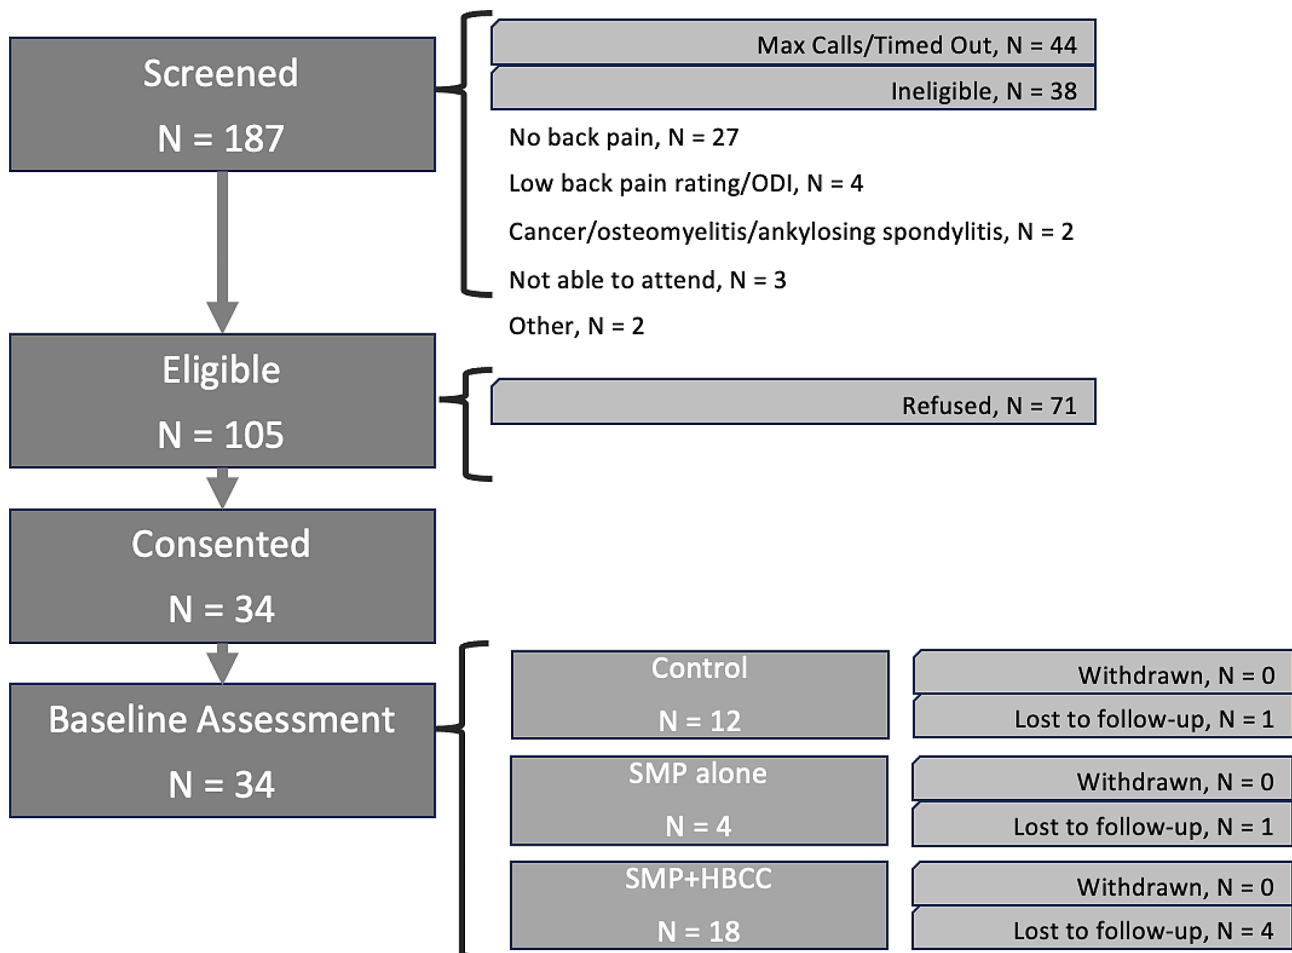 Screened
N = 187
Max Calls/Timed Out, N = 44
Ineligible, N = 38
No back pain, N = 27
Low back pain rating/ODI, N = 4
Cancer/osteomyelitis/ankylosing spondylitis, N = 2
Not able to attend, N = 3
Other, N = 2
Eligible
N = 105
Refused, N = 71
Consented
N = 34
Baseline Assessment
N = 34
Control
N = 12
Withdrawn, N = 0
Lost to follow-up, N = 1
SMP alone
N = 4
Withdrawn, N = 0
Lost to follow-up, N = 1
SMP+HBCC
N = 18
Withdrawn, N = 0
Lost to follow-up, N = 4